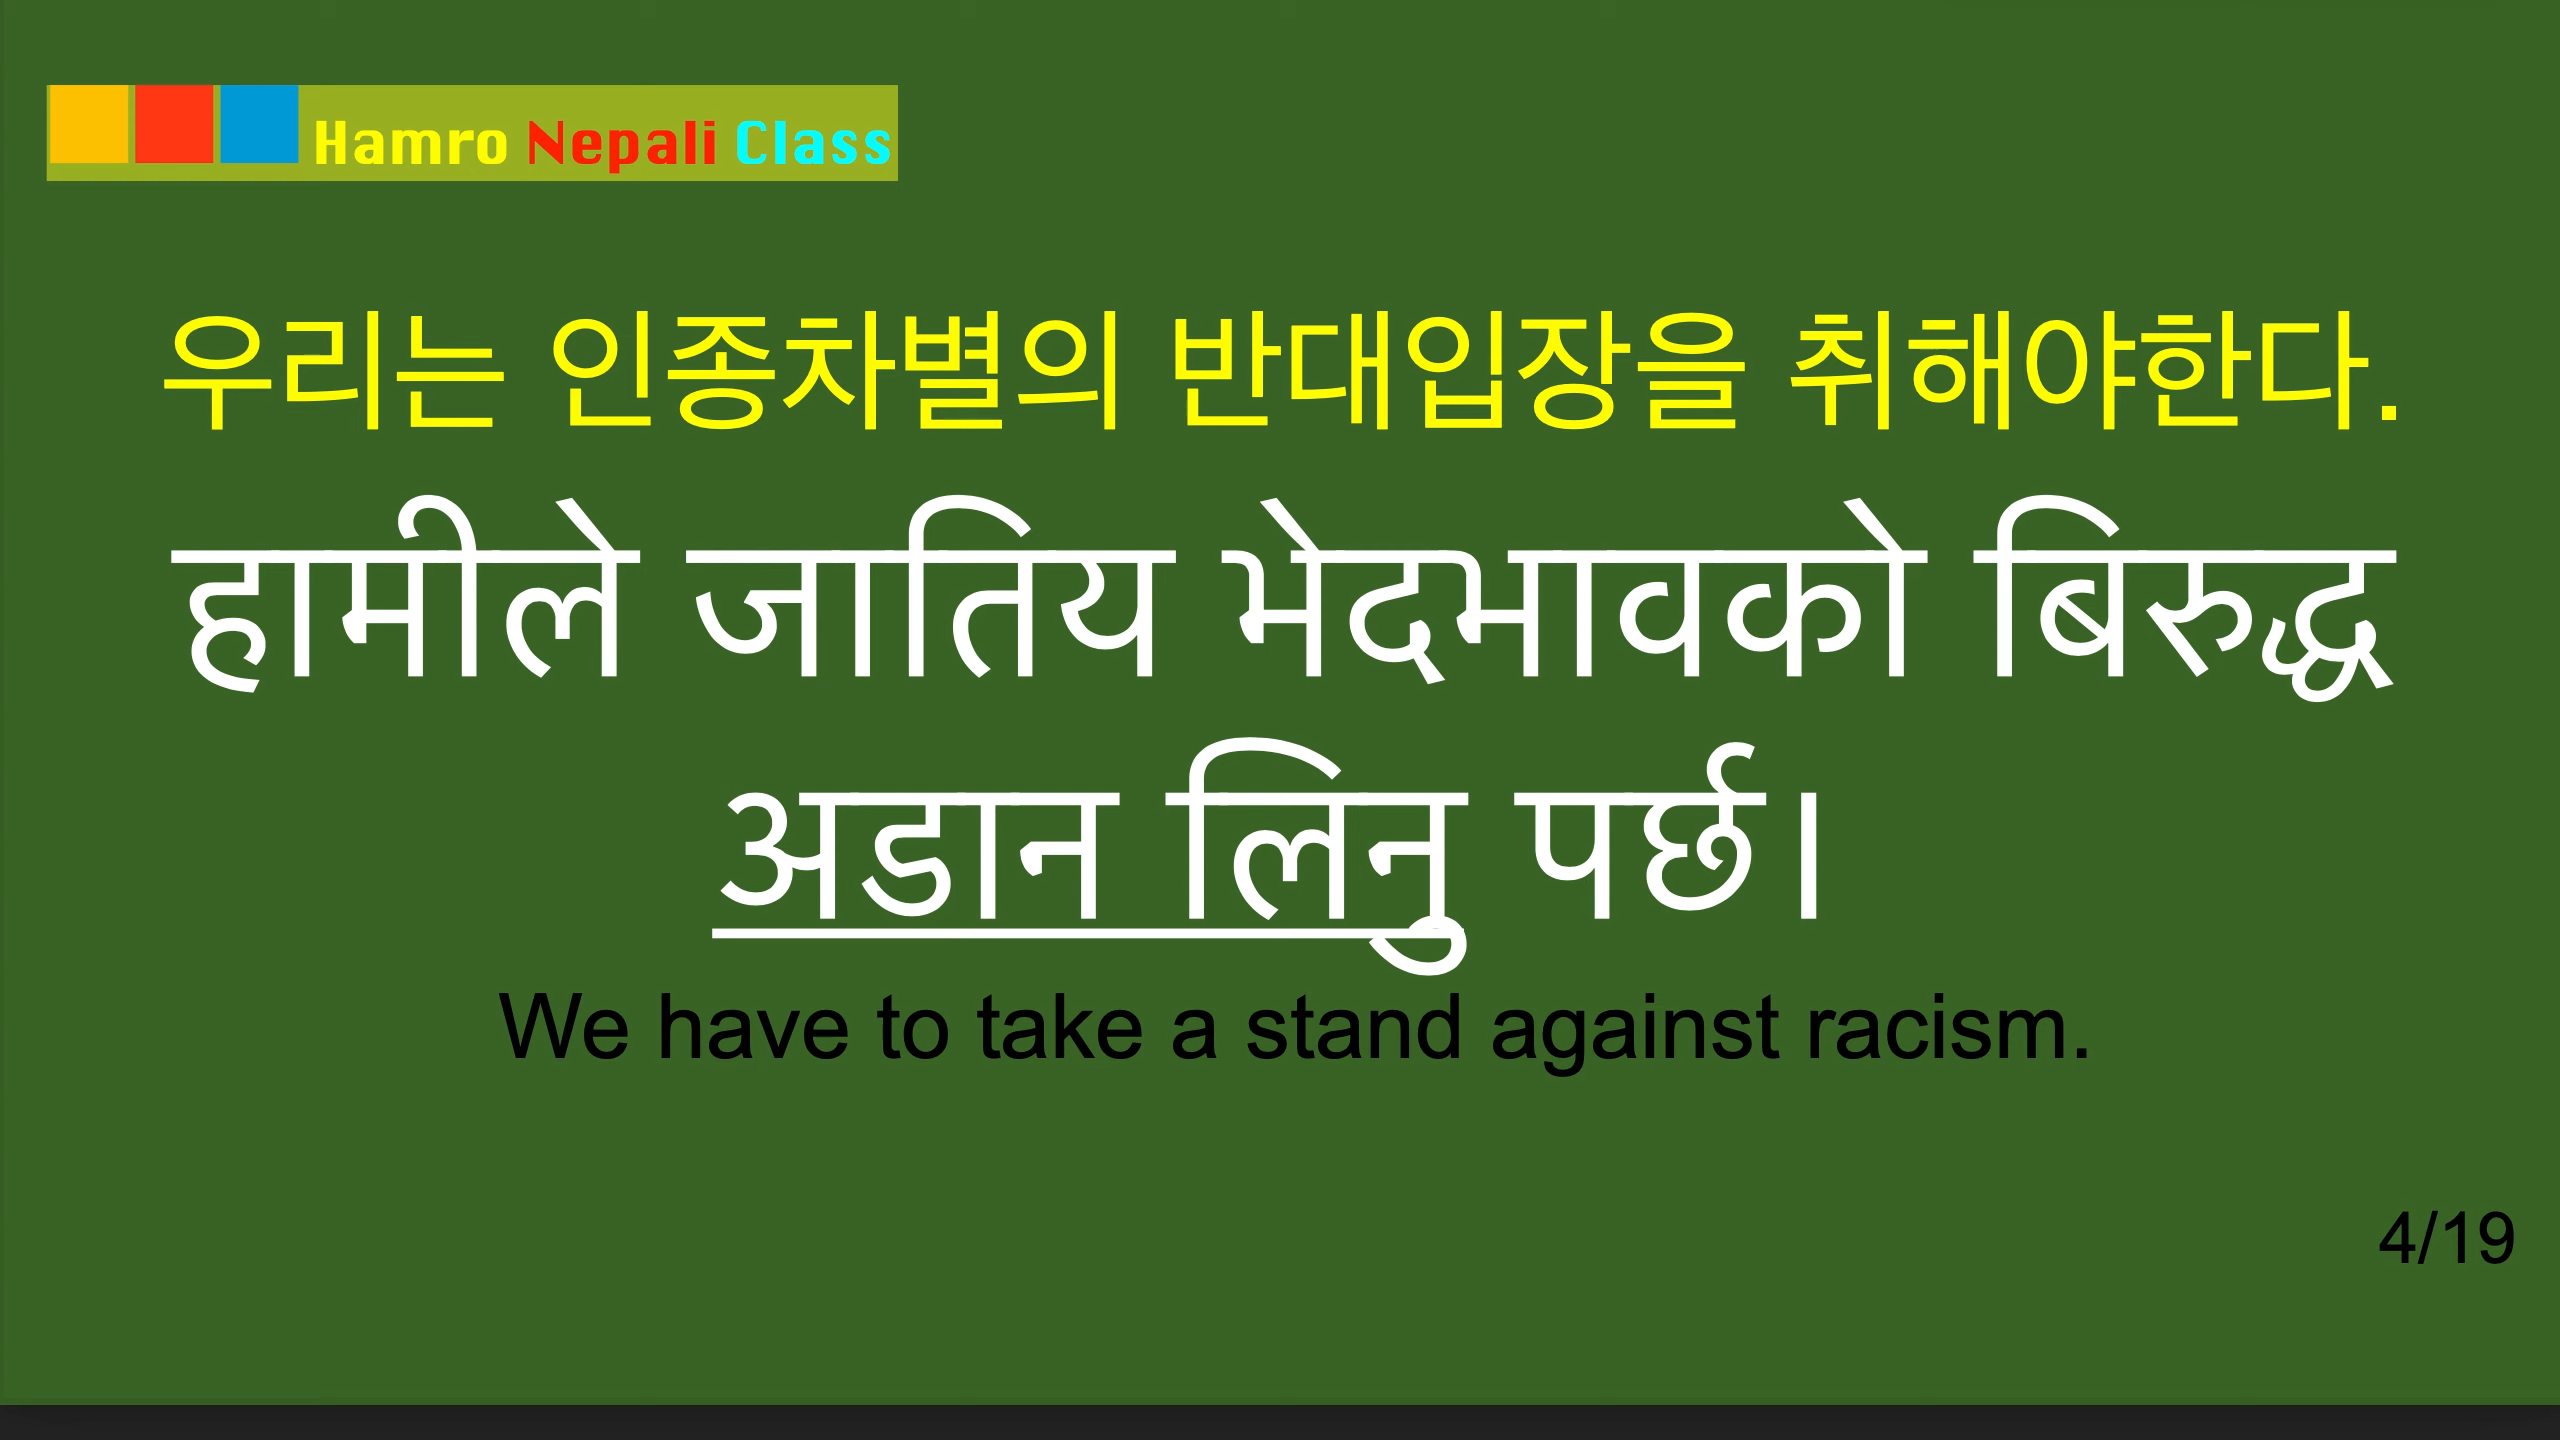 Hamro Nepali Class
우리는 인종차별의 반대입장을 취해야한다.
हामीले जातिय भेदभावको बिरुद्ध
अडान लिनु पर्छ।
We have to take a stand against racism.
4/19